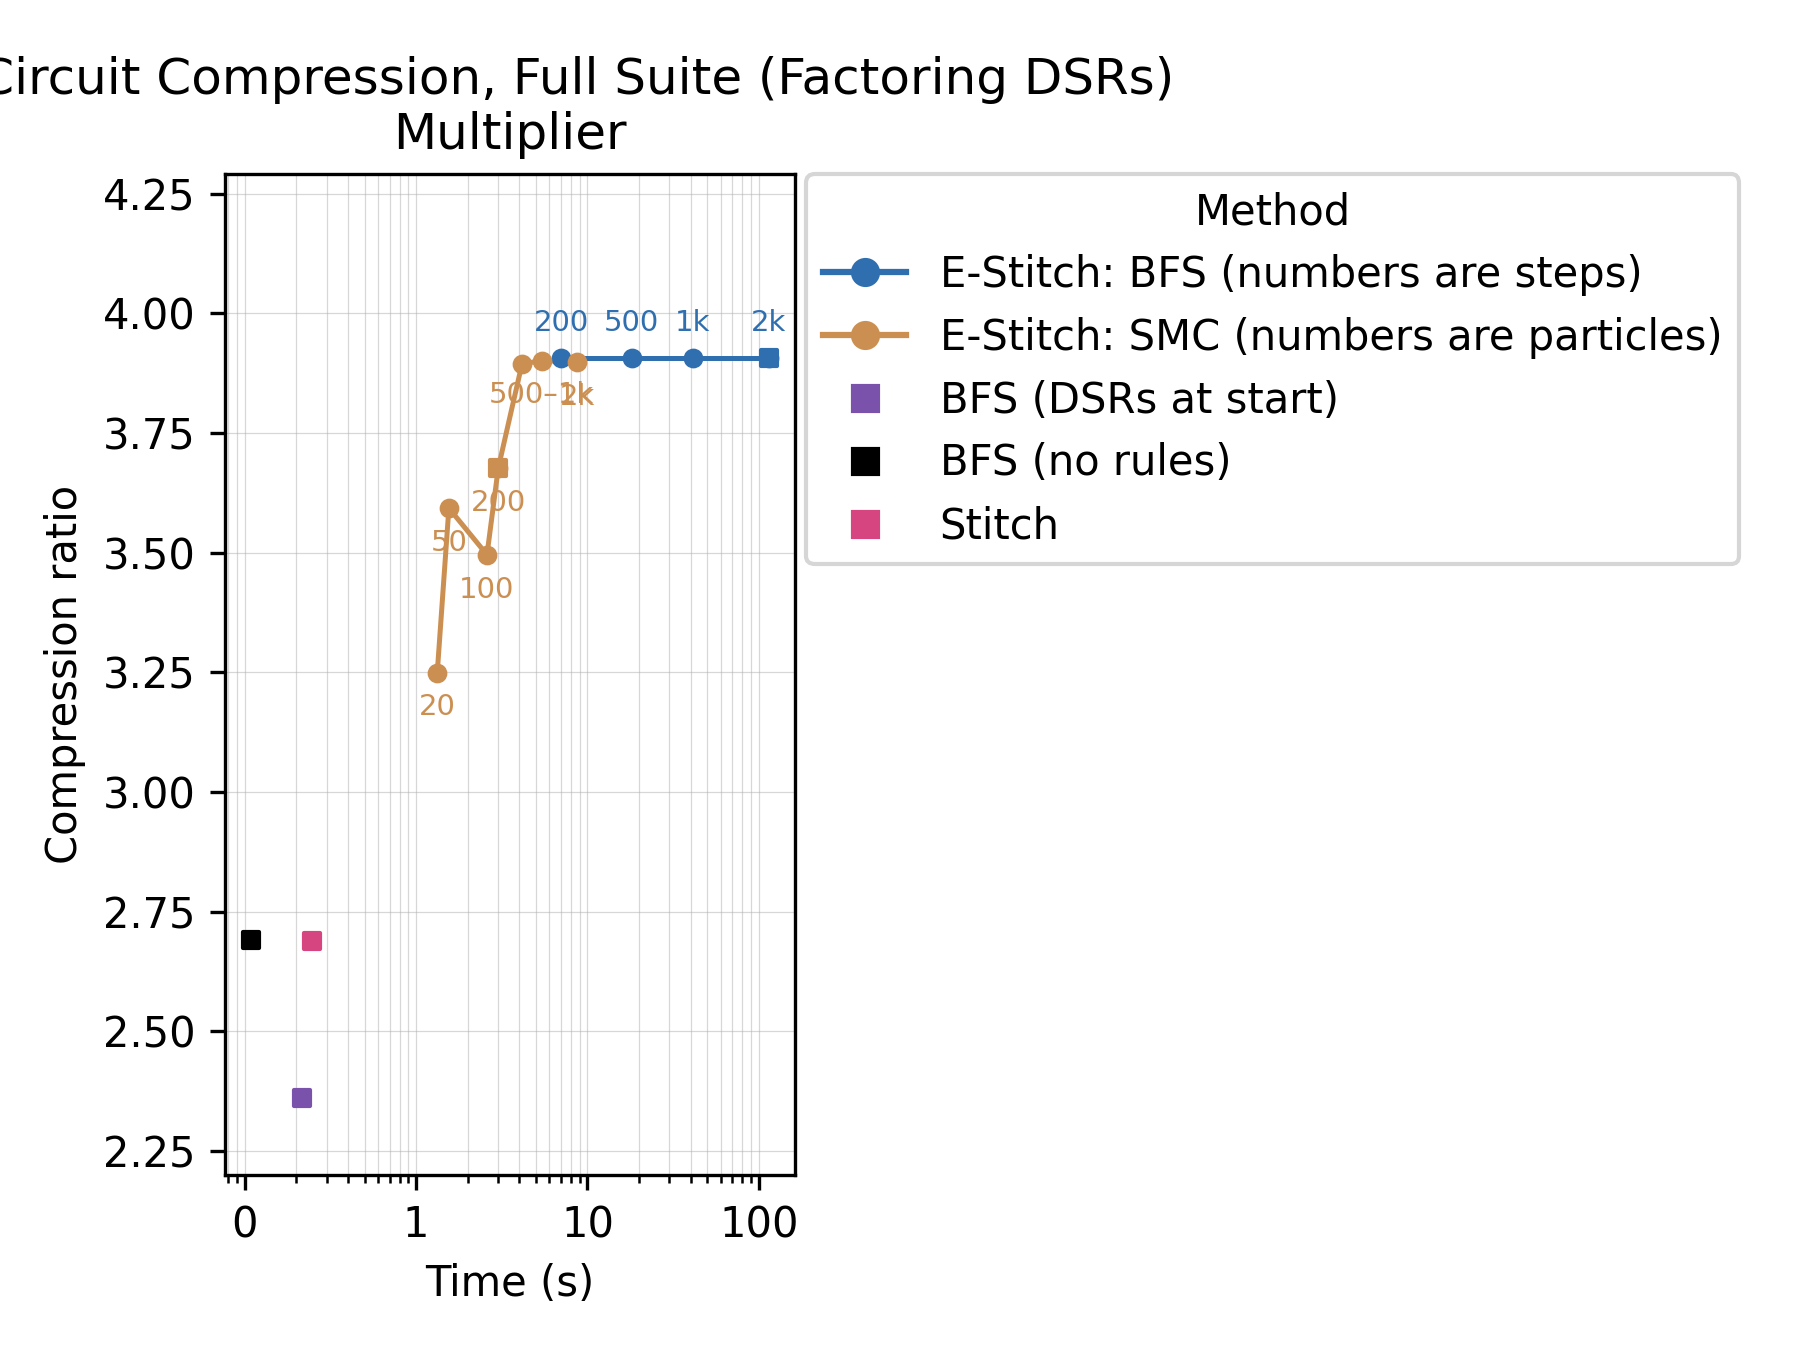 Circuit Compression, Full Suite (Factoring DSRs)
Multiplier
4.25
4.00
3.75
3.50
3.25
3.00
2.75
2.50
2.25
Compression ratio
200 500 1k 2k
500–1k 2k
200
50
100
20
0 1 10 100
Time (s)
Method
E-Stitch: BFS (numbers are steps)
E-Stitch: SMC (numbers are particles)
BFS (DSRs at start)
BFS (no rules)
Stitch